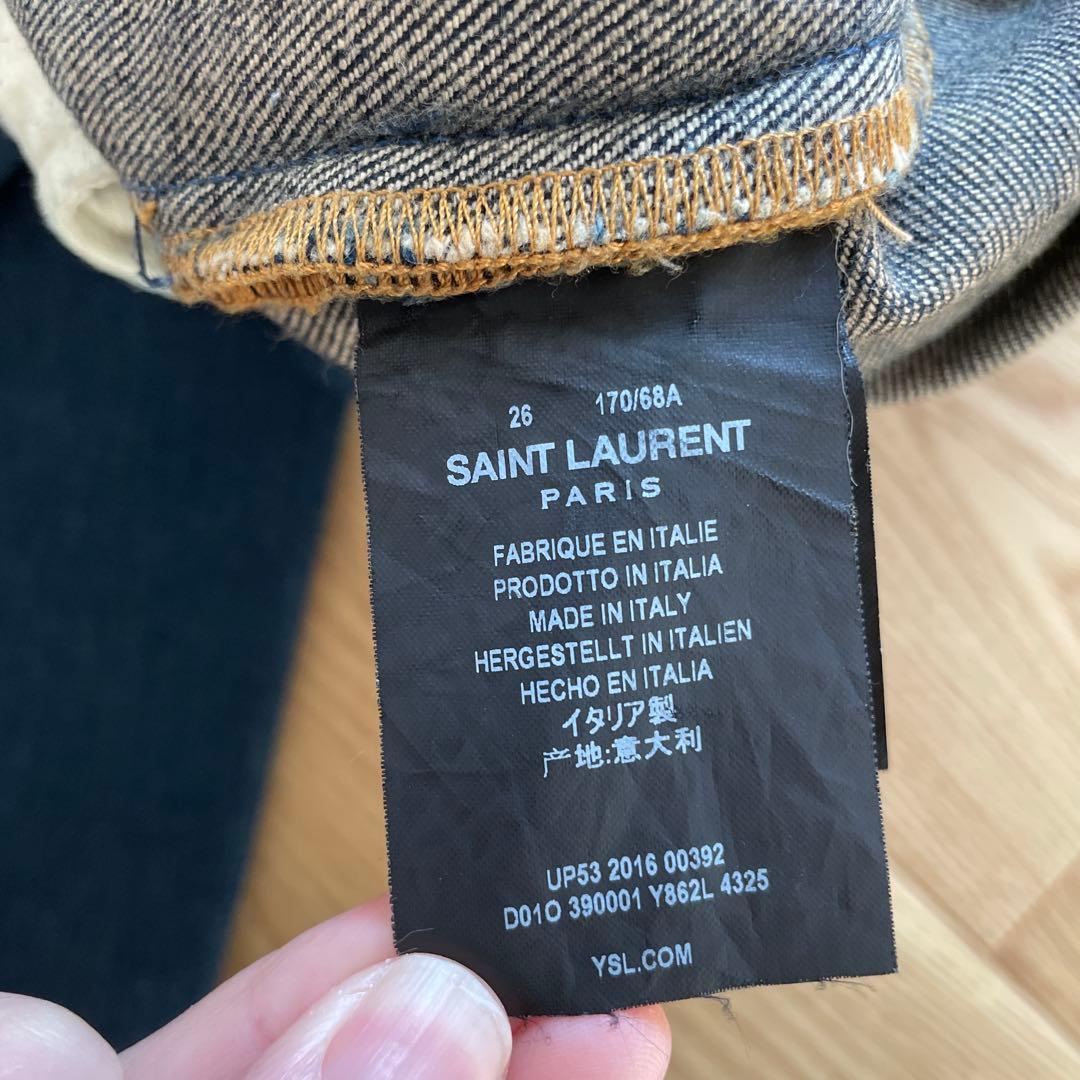 26 170/68A
SAINT LAURENT
PARIS
FABRIQUE EN ITALIE
PRODOTTO IN ITALIA
MADE IN ITALY
HERGESTELLT IN ITALIEN
HECHO EN ITALIA
イタリア製
产地:意大利
UP53 2016 00392
D01O 390001 Y862L 4325
YSL.COM